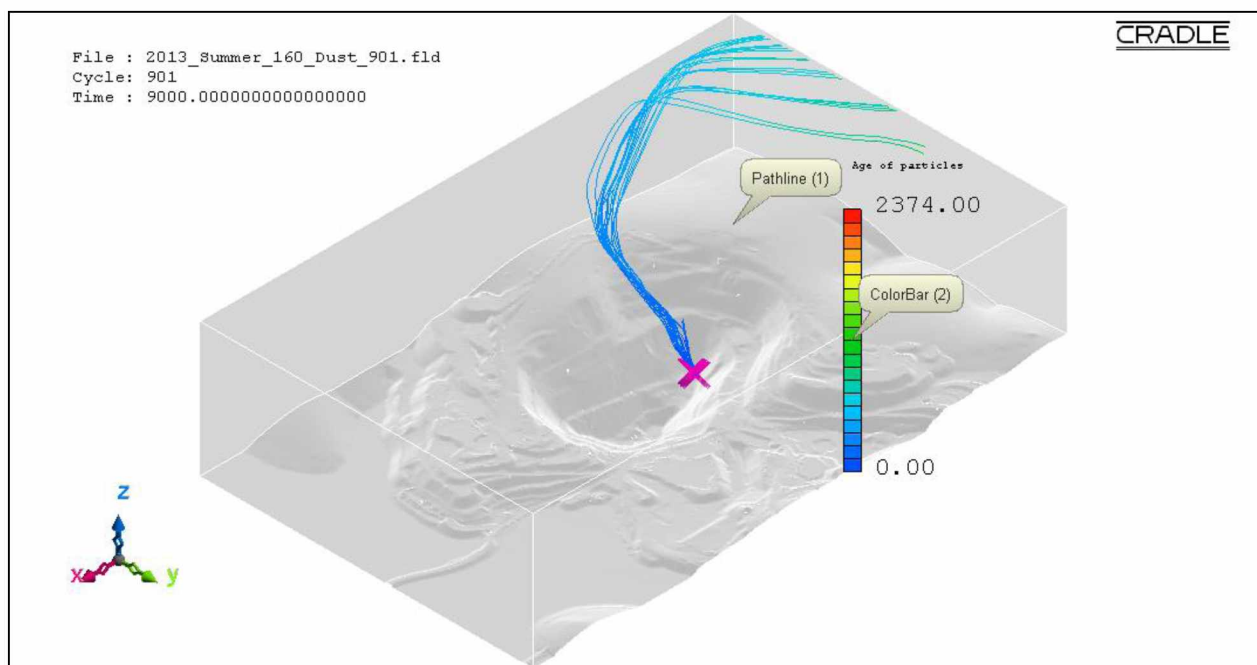 File : 2013_Summer_160_Dust_901.fld
Cycle: 901
Time : 9000.0000000000000000
CRADLE
Pathline (1)
Age of particles
2374.00
ColorBar (2)
0.00
z
x
y